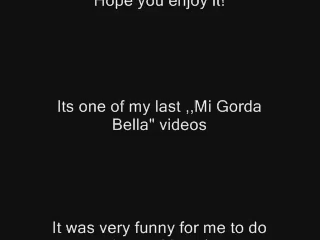 Hope you enjoy it!
Its one of my last ,,Mi Gorda
Bella" videos
It was very funny for me to do